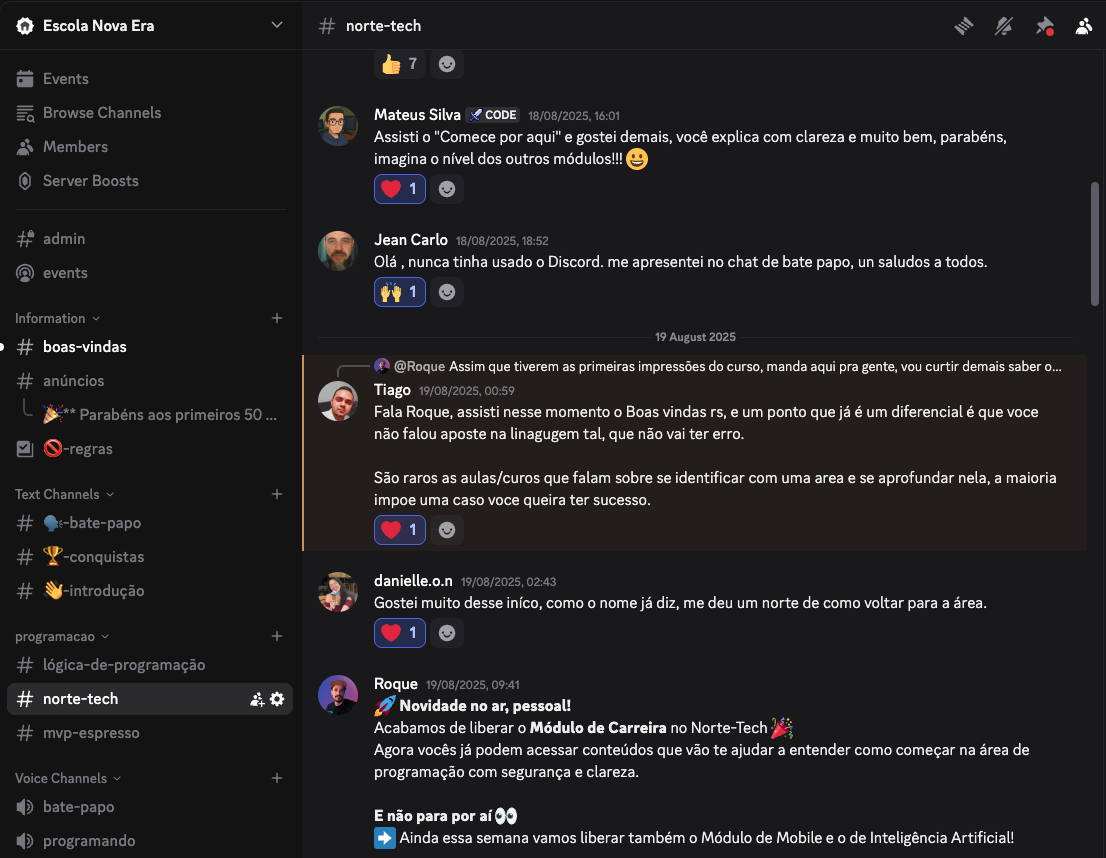 Escola Nova Era
Events
Browse Channels
Members
Server Boosts
admin
events
Information
boas-vindas
anúncios
🎉** Parabéns aos primeiros 50 ...
🚫-regras
Text Channels
🗣️-bate-papo
🏆-conquistas
👋-introdução
programacao
lógica-de-programação
norte-tech
mvp-espresso
Voice Channels
bate-papo
programando
norte-tech
👍 7
Mateus Silva CODE 18/08/2025, 16:01
Assisti o "Comece por aqui" e gostei demais, você explica com clareza e muito bem, parabéns,
imagina o nível dos outros módulos!!! 😀
❤️ 1
Jean Carlo 18/08/2025, 18:52
Olá , nunca tinha usado o Discord. me apresentei no chat de bate papo, un saludos a todos.
🙌 1
19 August 2025
@Roque Assim que tiverem as primeiras impressões do curso, manda aqui pra gente, vou curtir demais saber o...
Tiago 19/08/2025, 00:59
Fala Roque, assisti nesse momento o Boas vindas rs, e um ponto que já é um diferencial é que voce
não falou aposte na linagugem tal, que não vai ter erro.
São raros as aulas/curos que falam sobre se identificar com uma area e se aprofundar nela, a maioria
impoe uma caso voce queira ter sucesso.
❤️ 1
danielle.o.n 19/08/2025, 02:43
Gostei muito desse iníco, como o nome já diz, me deu um norte de como voltar para a área.
❤️ 1
Roque 19/08/2025, 09:41
🚀 Novidade no ar, pessoal!
Acabamos de liberar o Módulo de Carreira no Norte-Tech 🎉
Agora vocês já podem acessar conteúdos que vão te ajudar a entender como começar na área de
programação com segurança e clareza.
E não para por aí 👀
➡️ Ainda essa semana vamos liberar também o Módulo de Mobile e o de Inteligência Artificial!